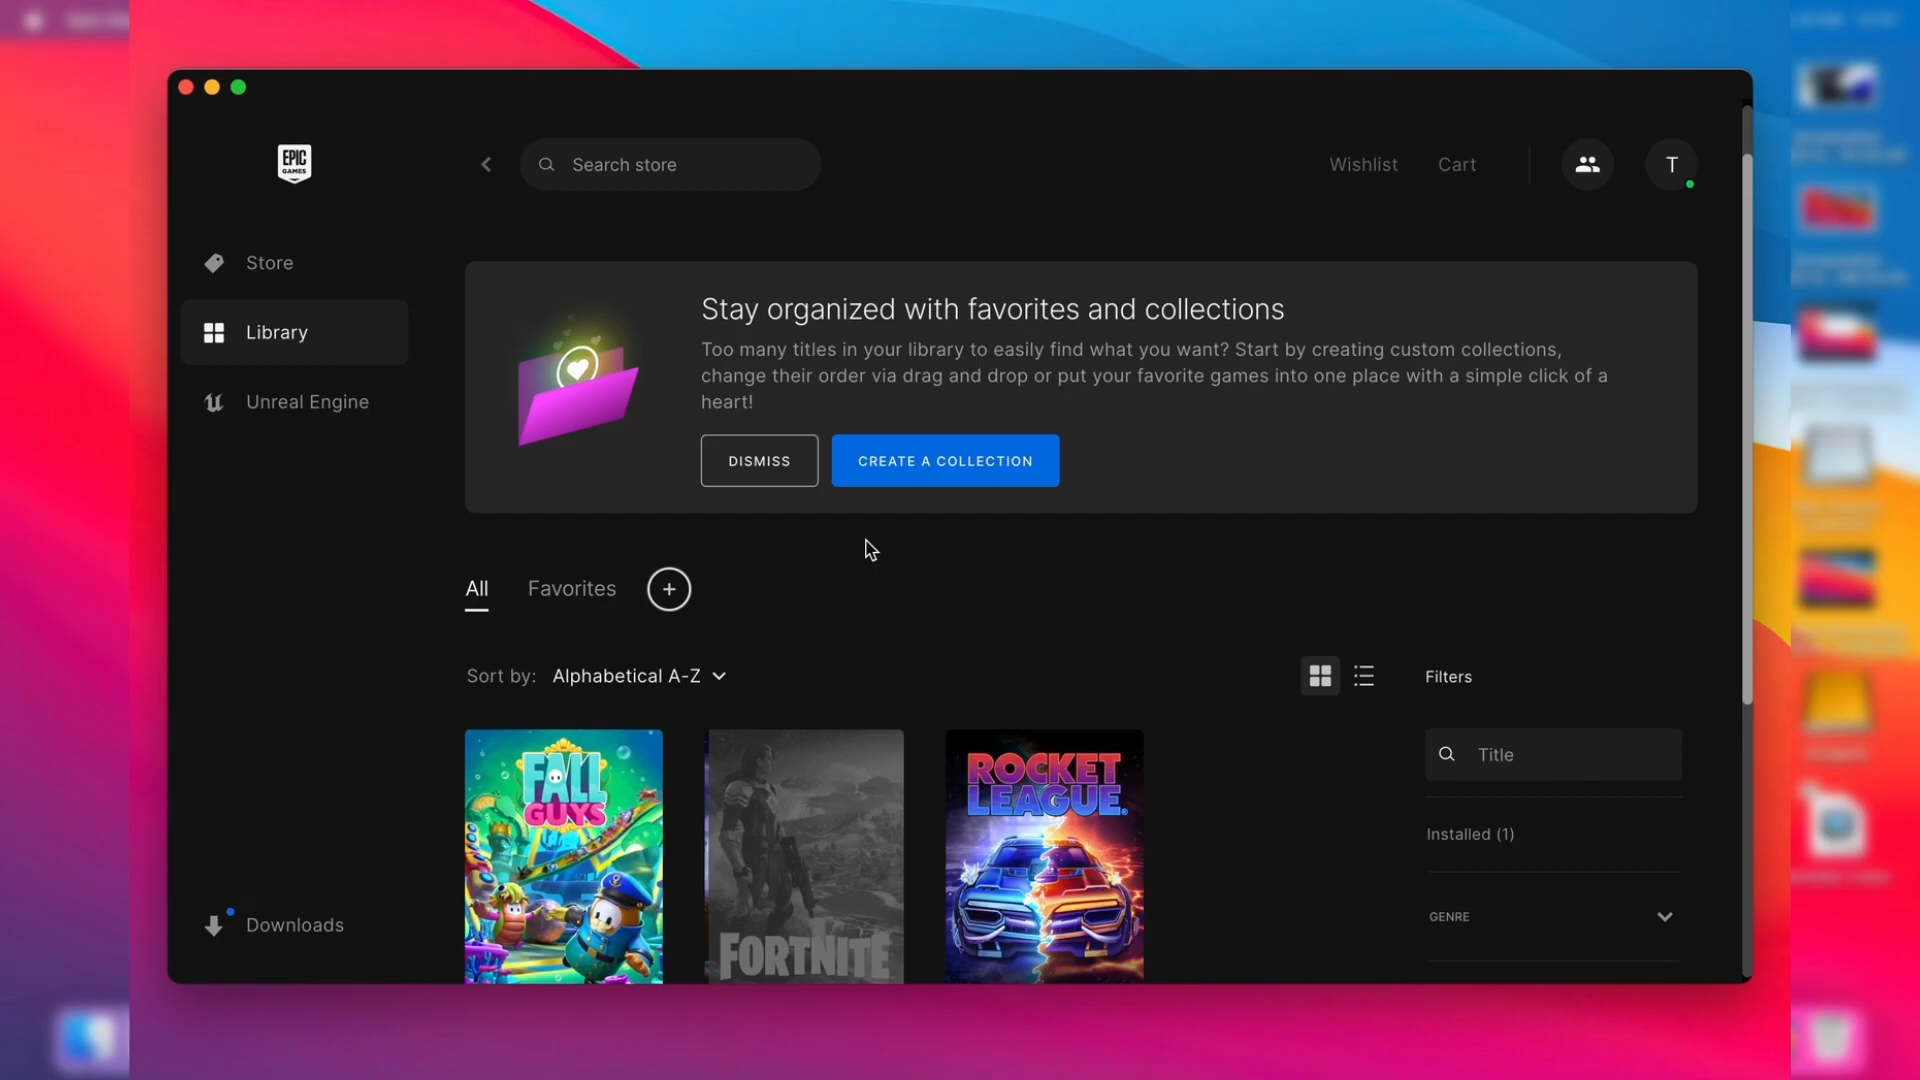 EPIC
GAMES
Search store
Wishlist
Cart
T
Store
Library
Unreal Engine
Stay organized with favorites and collections
Too many titles in your library to easily find what you want? Start by creating custom collections,
change their order via drag and drop or put your favorite games into one place with a simple click of a
heart!
DISMISS
CREATE A COLLECTION
All
Favorites
+
Sort by: Alphabetical A-Z
Filters
FALL
GUYS
FORTNITE
ROCKET
LEAGUE
Title
Installed (1)
GENRE
Downloads